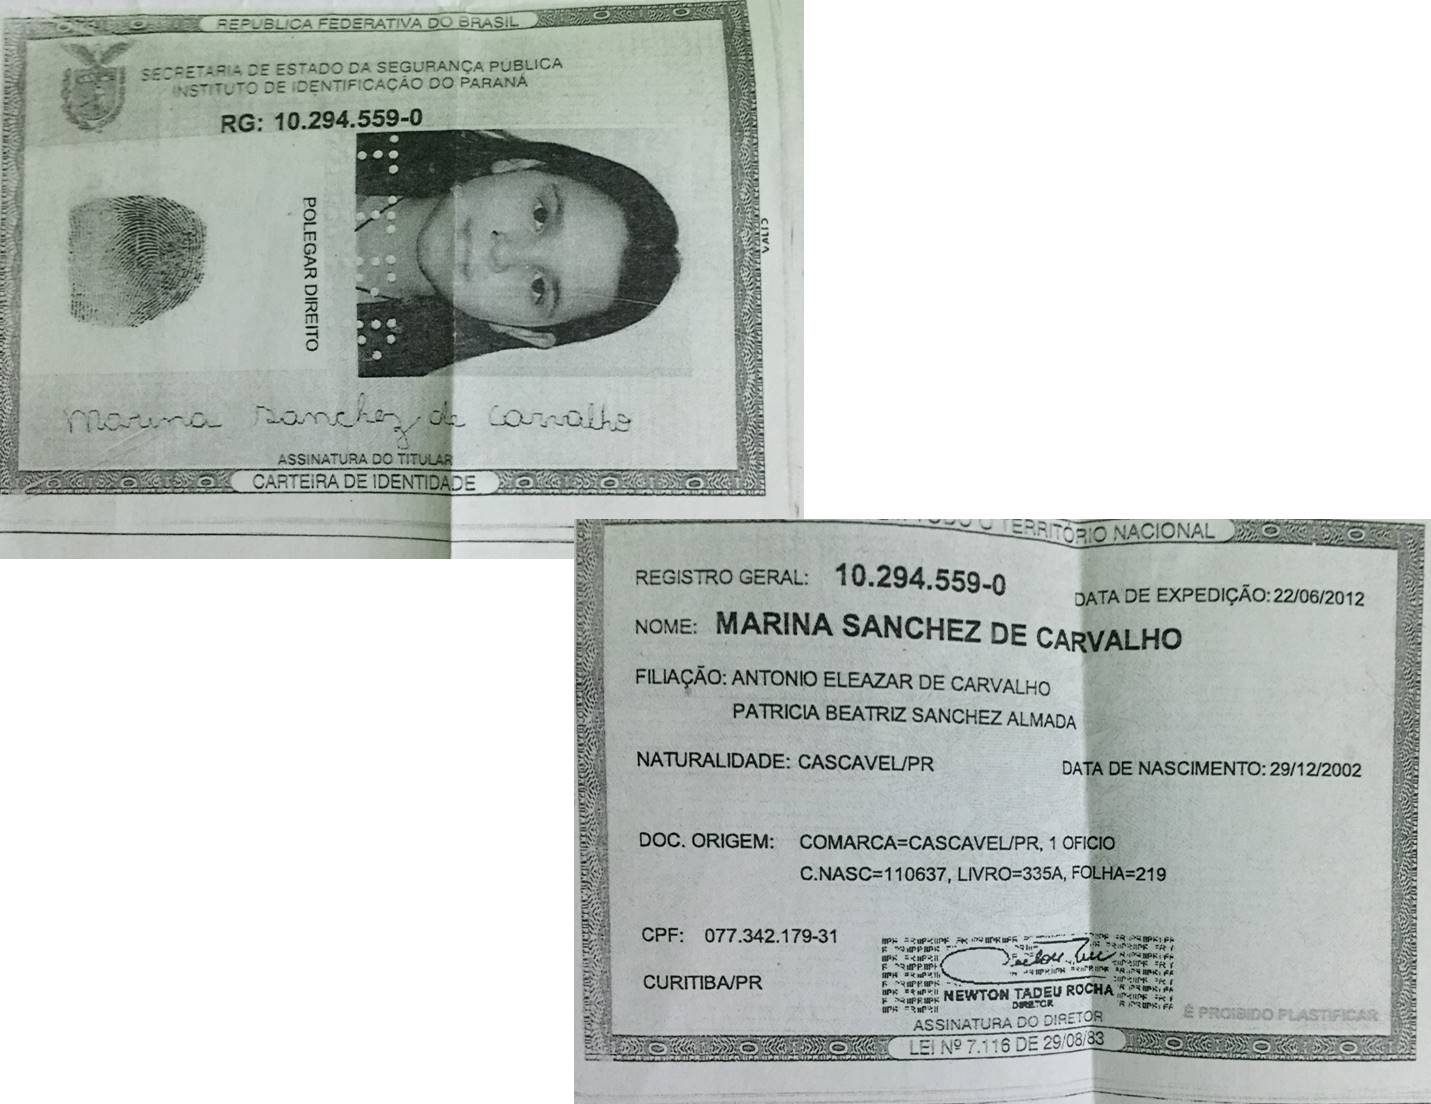 REPUBLICA FEDERATIVA DO BRASIL
SECRETARIA DE ESTADO DA SEGURANÇA PUBLICA
INSTITUTO DE IDENTIFICAÇÃO DO PARANÁ
RG: 10.294.559-0
POLEGAR DIREITO
Marina Sanchez de Carvalho
ASSINATURA DO TITULAR
CARTEIRA DE IDENTIDADE
TODO O TERRITÓRIO NACIONAL
REGISTRO GERAL: 10.294.559-0 DATA DE EXPEDIÇÃO: 22/06/2012
NOME: MARINA SANCHEZ DE CARVALHO
FILIAÇÃO: ANTONIO ELEAZAR DE CARVALHO
PATRICIA BEATRIZ SANCHEZ ALMADA
NATURALIDADE: CASCAVEL/PR DATA DE NASCIMENTO: 29/12/2002
DOC. ORIGEM: COMARCA=CASCAVEL/PR, 1 OFICIO
C.NASC=110637, LIVRO=335A, FOLHA=219
CPF: 077.342.179-31
CURITIBA/PR
NEWTON TADEU ROCHA
DIRETOR
ASSINATURA DO DIRETOR
É PROIBIDO PLASTIFICAR
LEI Nº 7.116 DE 29/08/83